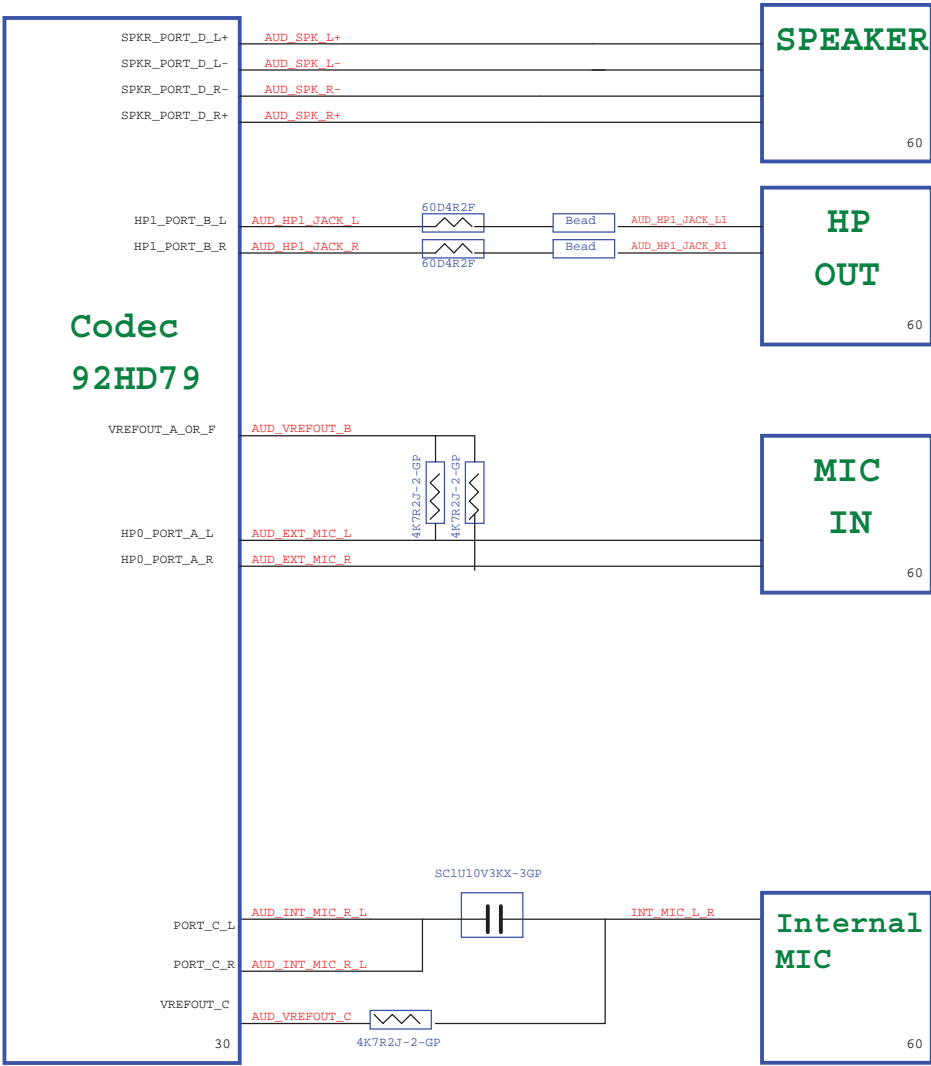 SPKR_PORT_D_L+ AUD_SPK_L+
SPKR_PORT_D_L- AUD_SPK_L-
SPKR_PORT_D_R- AUD_SPK_R-
SPKR_PORT_D_R+ AUD_SPK_R+
SPEAKER
60
60D4R2F
HP1_PORT_B_L AUD_HP1_JACK_L Bead AUD_HP1_JACK_L1
HP1_PORT_B_R AUD_HP1_JACK_R Bead AUD_HP1_JACK_R1
60D4R2F
HP
OUT
60
Codec
92HD79
VREFOUT_A_OR_F AUD_VREFOUT_B
4K7R2J-2-GP
4K7R2J-2-GP
HP0_PORT_A_L AUD_EXT_MIC_L
HP0_PORT_A_R AUD_EXT_MIC_R
MIC
IN
60
SC1U10V3KX-3GP
PORT_C_L AUD_INT_MIC_R_L INT_MIC_L_R
PORT_C_R AUD_INT_MIC_R_L
VREFOUT_C AUD_VREFOUT_C
4K7R2J-2-GP
30
Internal
MIC
60